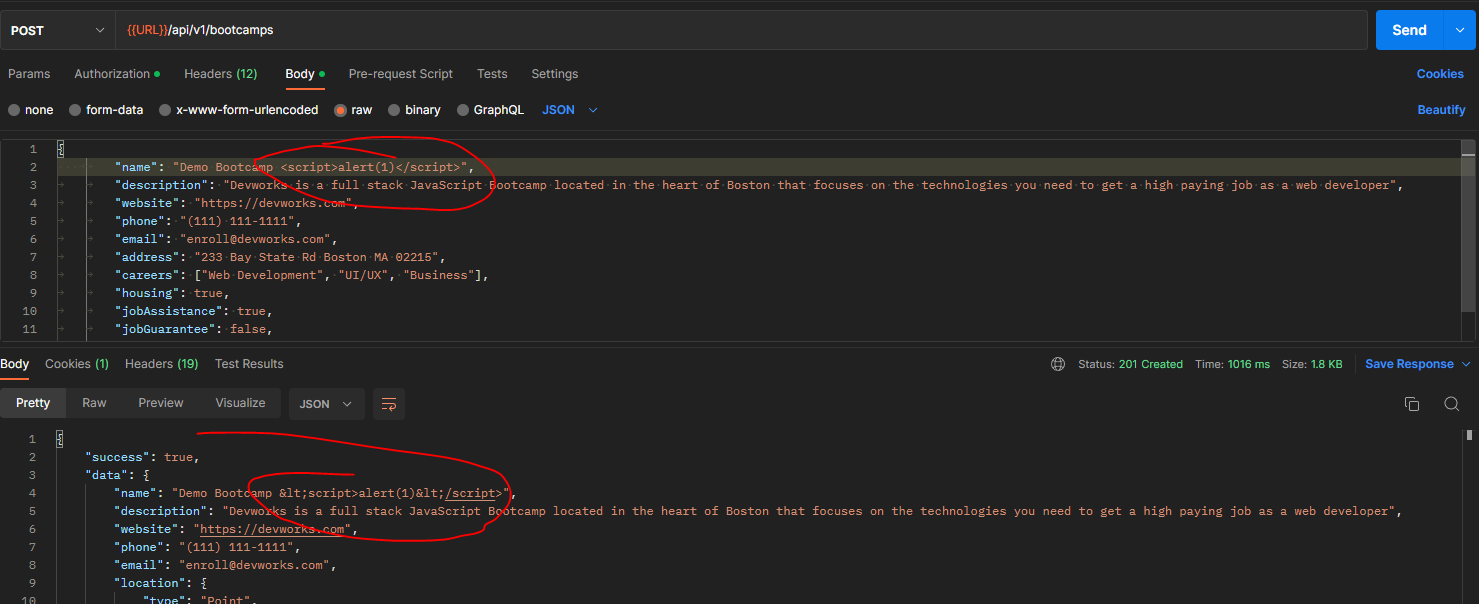 POST {{URL}}/api/v1/bootcamps Send
Params Authorization Headers (12) Body Pre-request Script Tests Settings Cookies
none form-data x-www-form-urlencoded raw binary GraphQL JSON Beautify
1 {
2 "name": "Demo Bootcamp <script>alert(1)</script>",
3 "description": "Devworks is a full stack JavaScript Bootcamp located in the heart of Boston that focuses on the technologies you need to get a high paying job as a web developer",
4 "website": "https://devworks.com",
5 "phone": "(111) 111-1111",
6 "email": "enroll@devworks.com",
7 "address": "233 Bay State Rd Boston MA 02215",
8 "careers": ["Web Development", "UI/UX", "Business"],
9 "housing": true,
10 "jobAssistance": true,
11 "jobGuarantee": false,
Body Cookies (1) Headers (19) Test Results Status: 201 Created Time: 1016 ms Size: 1.8 KB Save Response
Pretty Raw Preview Visualize JSON
1 {
2 "success": true,
3 "data": {
4 "name": "Demo Bootcamp &lt;script>alert(1)&lt;/script>",
5 "description": "Devworks is a full stack JavaScript Bootcamp located in the heart of Boston that focuses on the technologies you need to get a high paying job as a web developer",
6 "website": "https://devworks.com",
7 "phone": "(111) 111-1111",
8 "email": "enroll@devworks.com",
9 "location": {
10 "type": "Point",